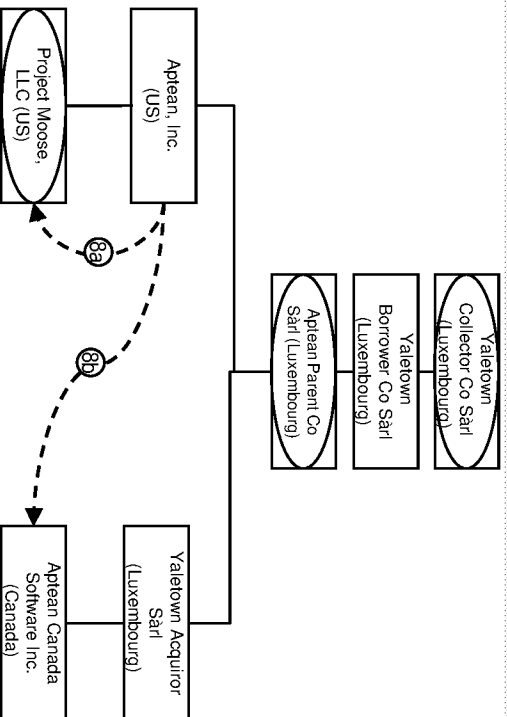 Yaletown
Collector Co Sàrl
(Luxembourg)
Yaletown
Borrower Co Sàrl
(Luxembourg)
Aptean Parent Co
Sàrl (Luxembourg)
Aptean, Inc.
(US)
Yaletown Acquiror
Sàrl
(Luxembourg)
Project Moose,
LLC (US)
8a
8b
Aptean Canada
Software Inc.
(Canada)